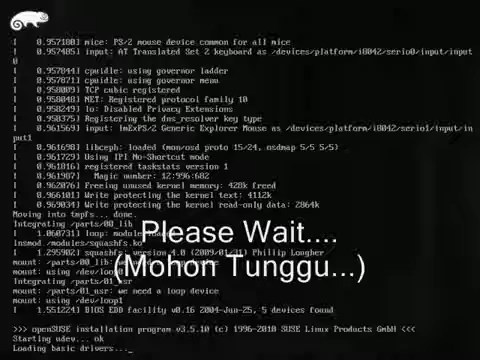 [    0.957180] mice: PS/2 mouse device common for all mice
[    0.957405] input: AT Translated Set 2 keyboard as /devices/platform/i8042/serio0/input/input
0
[    0.957844] cpuidle: using governor ladder
[    0.957871] cpuidle: using governor menu
[    0.958009] TCP cubic registered
[    0.958048] NET: Registered protocol family 10
[    0.958249] lo: Disabled Privacy Extensions
[    0.958375] Registering the dns_resolver key type
[    0.961569] input: ImExPS/2 Generic Explorer Mouse as /devices/platform/i8042/serio1/input/in
put1
[    0.961698] libceph: loaded (mon/osd proto 15/24, osdmap 5/5 5/5)
[    0.961729] Using IPI No-Shortcut mode
[    0.961816] registered taskstats version 1
[    0.961907]   Magic number: 12:996:602
[    0.962076] Freeing unused kernel memory: 428k freed
[    0.966101] Write protecting the kernel text: 4112k
[    0.969034] Write protecting the kernel read-only data: 2864k
Moving into tmpfs... done.
Integrating /parts/00_lib
[    1.060731] loop: module
insmod /modules/squashfs.ko
[    1.295902] squashfs: version 4.0 (2009/01/31) Phillip Lougher
mount: /parts/00_lib: we need a loop device
mount: using /dev/loop0
Integrating /parts/01_usr
mount: /parts/01_usr: we need a loop device
mount: using /dev/loop1
[    1.551224] BIOS EDD facility v0.16 2004-Jun-25, 5 devices found
Please Wait....
(Mohon Tunggu...)
>>> openSUSE installation program v3.5.10 (c) 1996-2010 SUSE Linux Products GmbH <<<
Starting udev... ok
Loading basic drivers..._